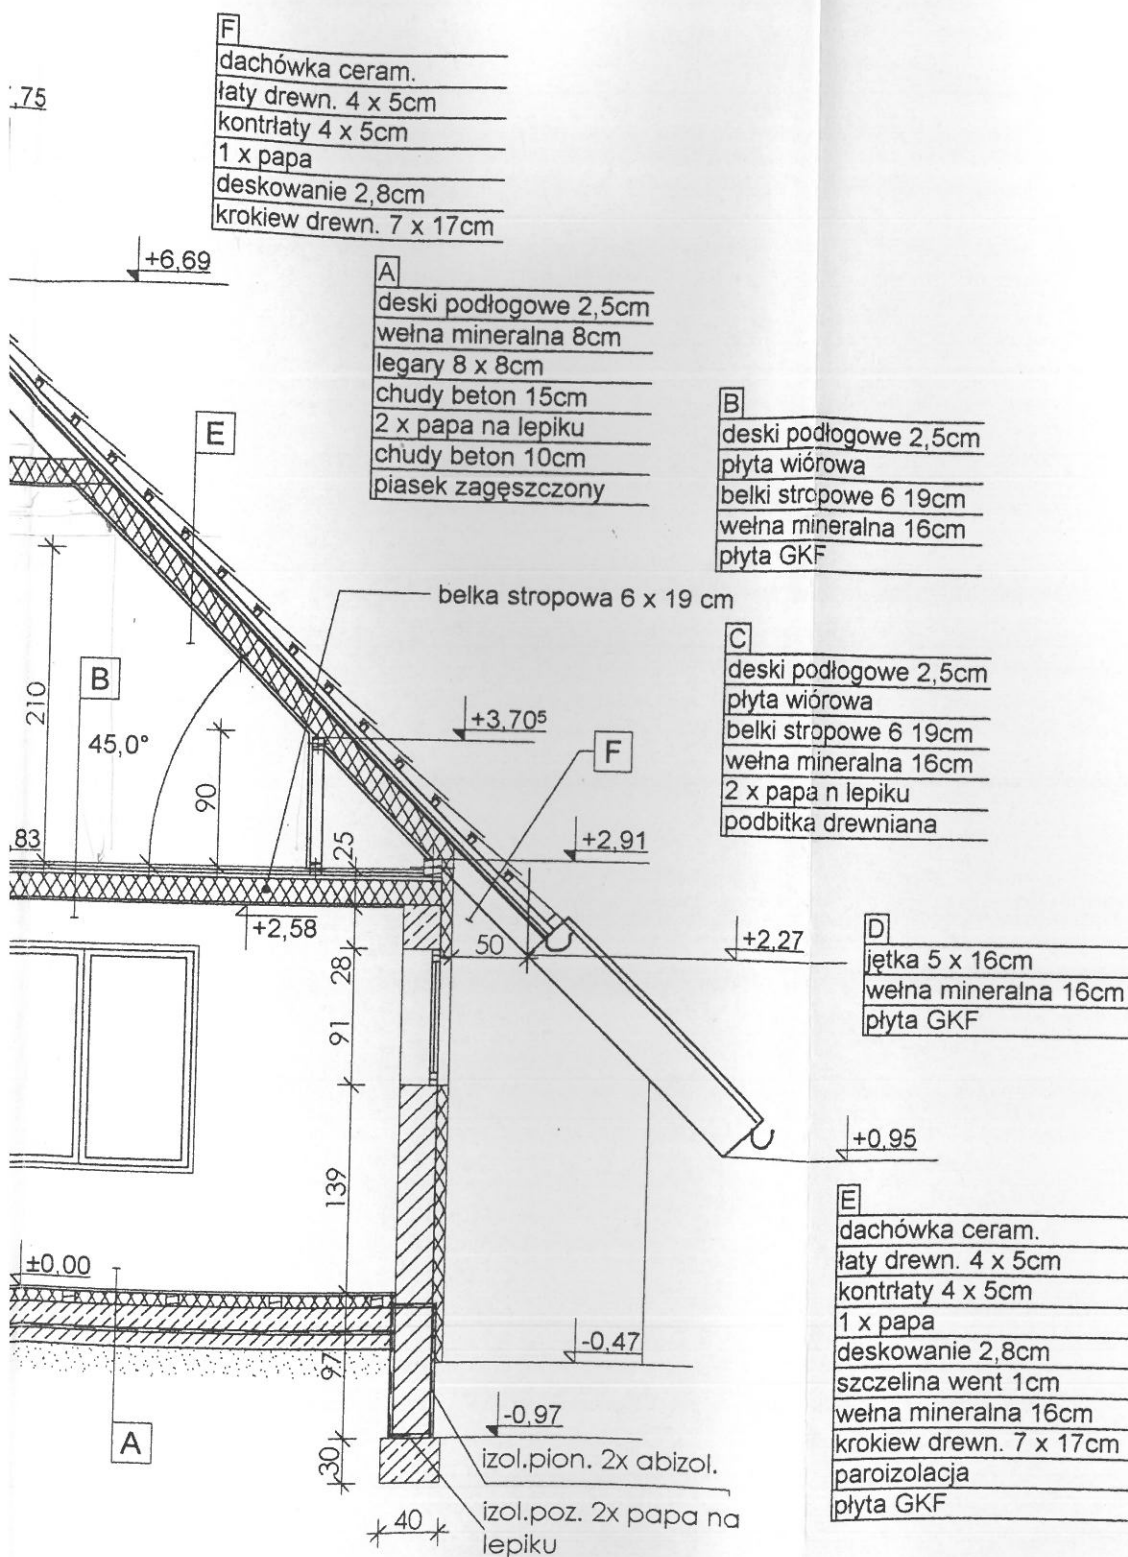 F
dachówka ceram.
łaty drewn. 4 x 5cm
kontrłaty 4 x 5cm
1 x papa
deskowanie 2,8cm
krokiew drewn. 7 x 17cm
,75
+6,69
A
deski podłogowe 2,5cm
wełna mineralna 8cm
legary 8 x 8cm
chudy beton 15cm
2 x papa na lepiku
chudy beton 10cm
piasek zagęszczony
B
deski podłogowe 2,5cm
płyta wiórowa
belki stropowe 6 19cm
wełna mineralna 16cm
płyta GKF
E
belka stropowa 6 x 19 cm
C
deski podłogowe 2,5cm
płyta wiórowa
belki stropowe 6 19cm
wełna mineralna 16cm
2 x papa n lepiku
podbitka drewniana
B
210
45,0°
90
+3,70⁵
F
,83
25
+2,91
+2,58
50
+2,27
28
91
D
jętka 5 x 16cm
wełna mineralna 16cm
płyta GKF
+0,95
139
±0,00
E
dachówka ceram.
łaty drewn. 4 x 5cm
kontrłaty 4 x 5cm
1 x papa
deskowanie 2,8cm
szczelina went 1cm
wełna mineralna 16cm
krokiew drewn. 7 x 17cm
paroizolacja
płyta GKF
-0,47
97
-0,97
A
30
izol.pion. 2x abizol.
40
izol.poz. 2x papa na
lepiku